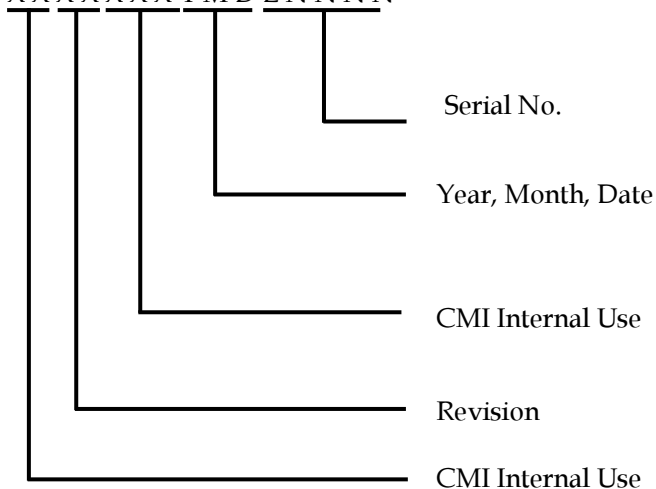 Serial No.
Year, Month, Date
CMI Internal Use
Revision
CMI Internal Use